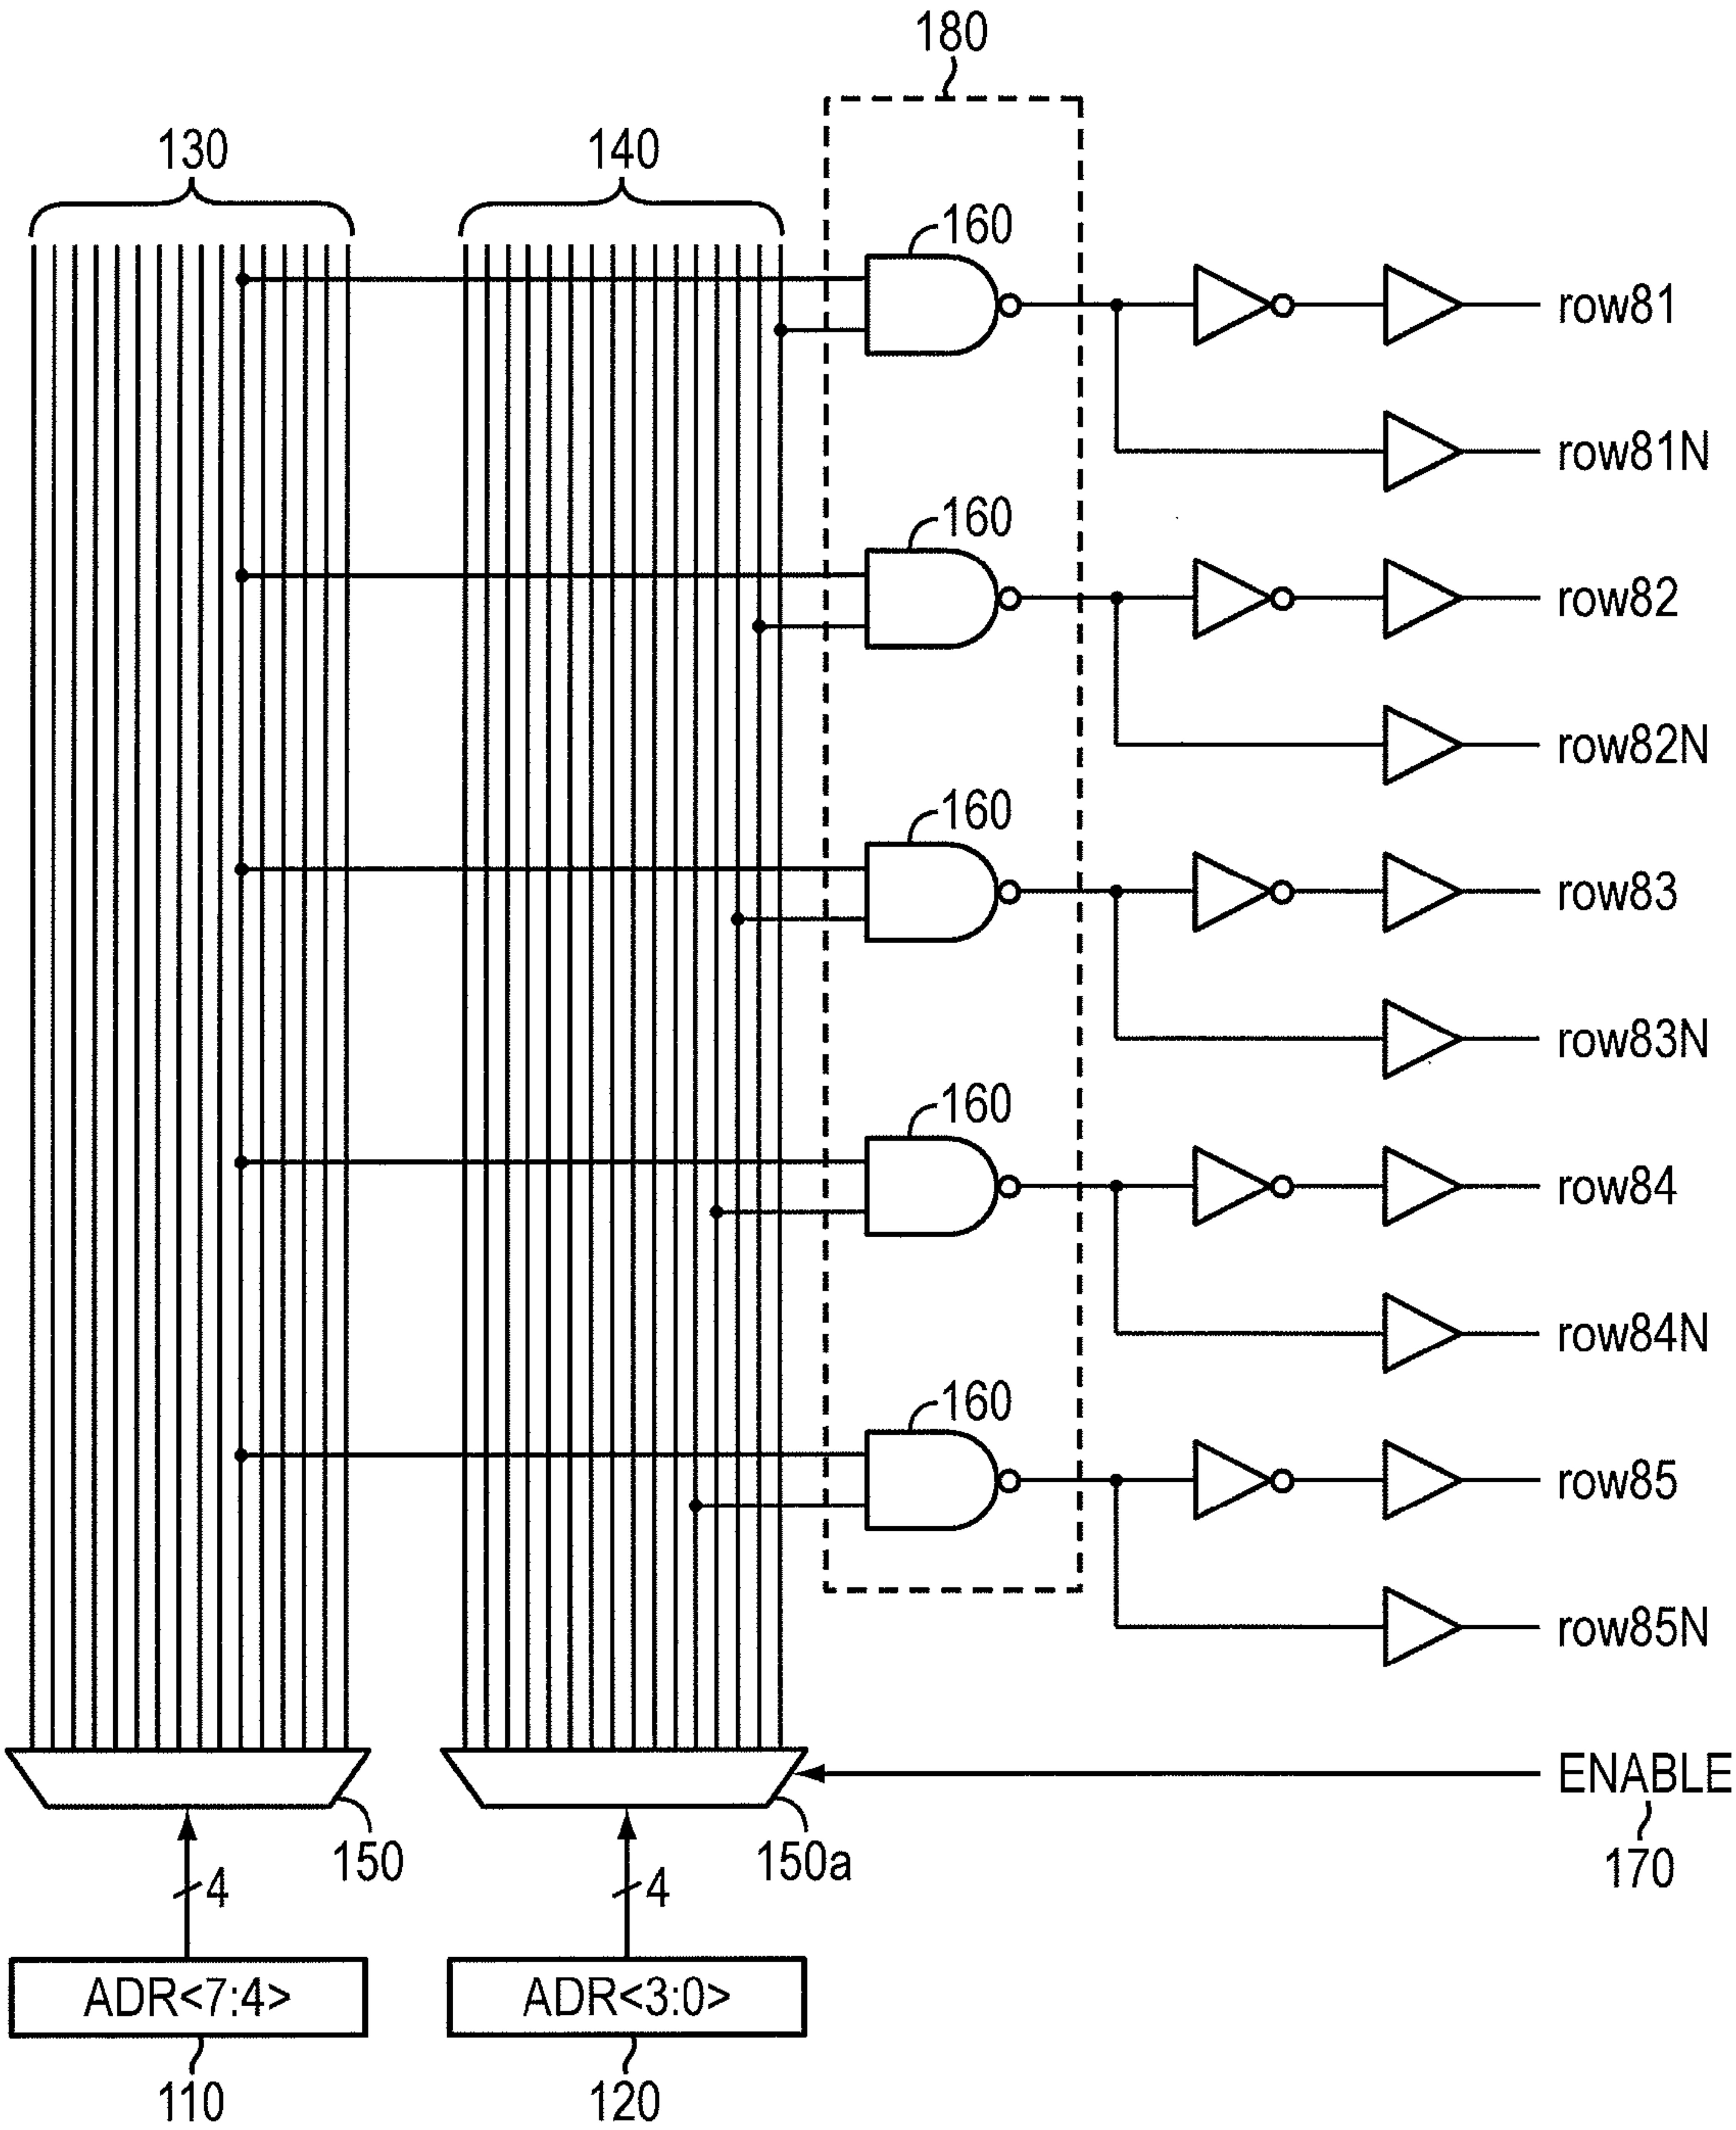 180
130
140
160
row81
row81N
160
row82
row82N
160
row83
row83N
160
row84
row84N
160
row85
row85N
ENABLE
150
150a
170
4
4
ADR<7:4>
ADR<3:0>
110
120